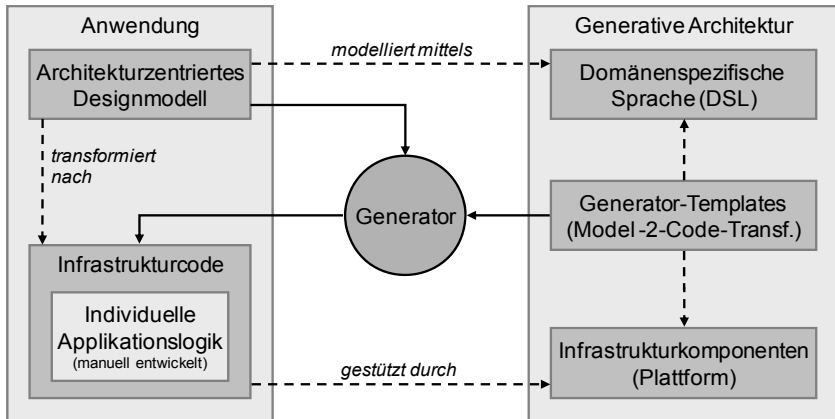 Anwendung
Architekturzentriertes
Designmodell
transformiert
nach
Infrastrukturcode
Individuelle
Applikationslogik
(manuell entwickelt)
modelliert mittels
Generator
gestützt durch
Generative Architektur
Domänenspezifische
Sprache (DSL)
Generator-Templates
(Model -2-Code-Transf.)
Infrastrukturkomponenten
(Plattform)